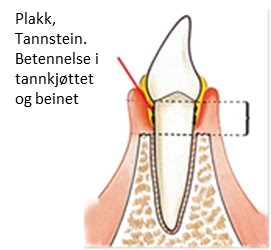 Plakk,
Tannstein.
Betennelse i
tannkjøttet
og beinet